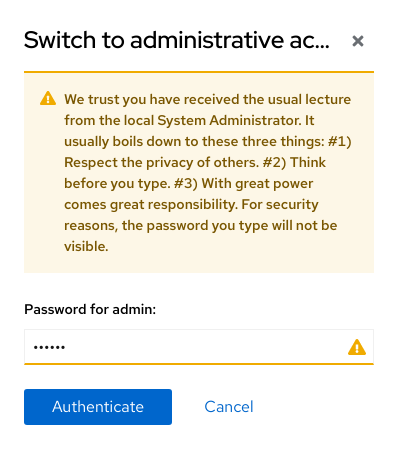 Switch to administrative ac...
We trust you have received the usual lecture
from the local System Administrator. It
usually boils down to these three things: #1)
Respect the privacy of others. #2) Think
before you type. #3) With great power
comes great responsibility. For security
reasons, the password you type will not be
visible.
Password for admin:
••••••
Authenticate
Cancel